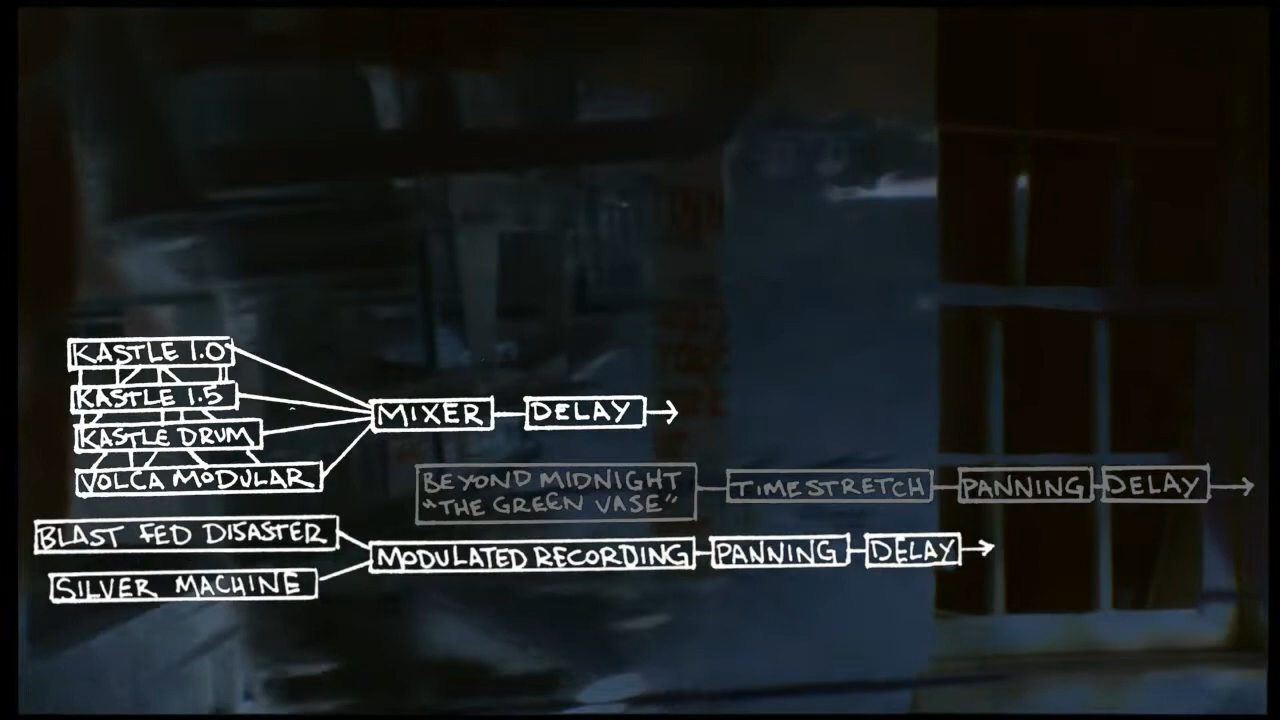 KASTLE 1.0
KASTLE 1.5
KASTLE DRUM
VOLCA MODULAR
MIXER
DELAY
BEYOND MIDNIGHT
"THE GREEN VASE"
TIMESTRETCH
PANNING
DELAY
BLAST FED DISASTER
SILVER MACHINE
MODULATED RECORDING
PANNING
DELAY